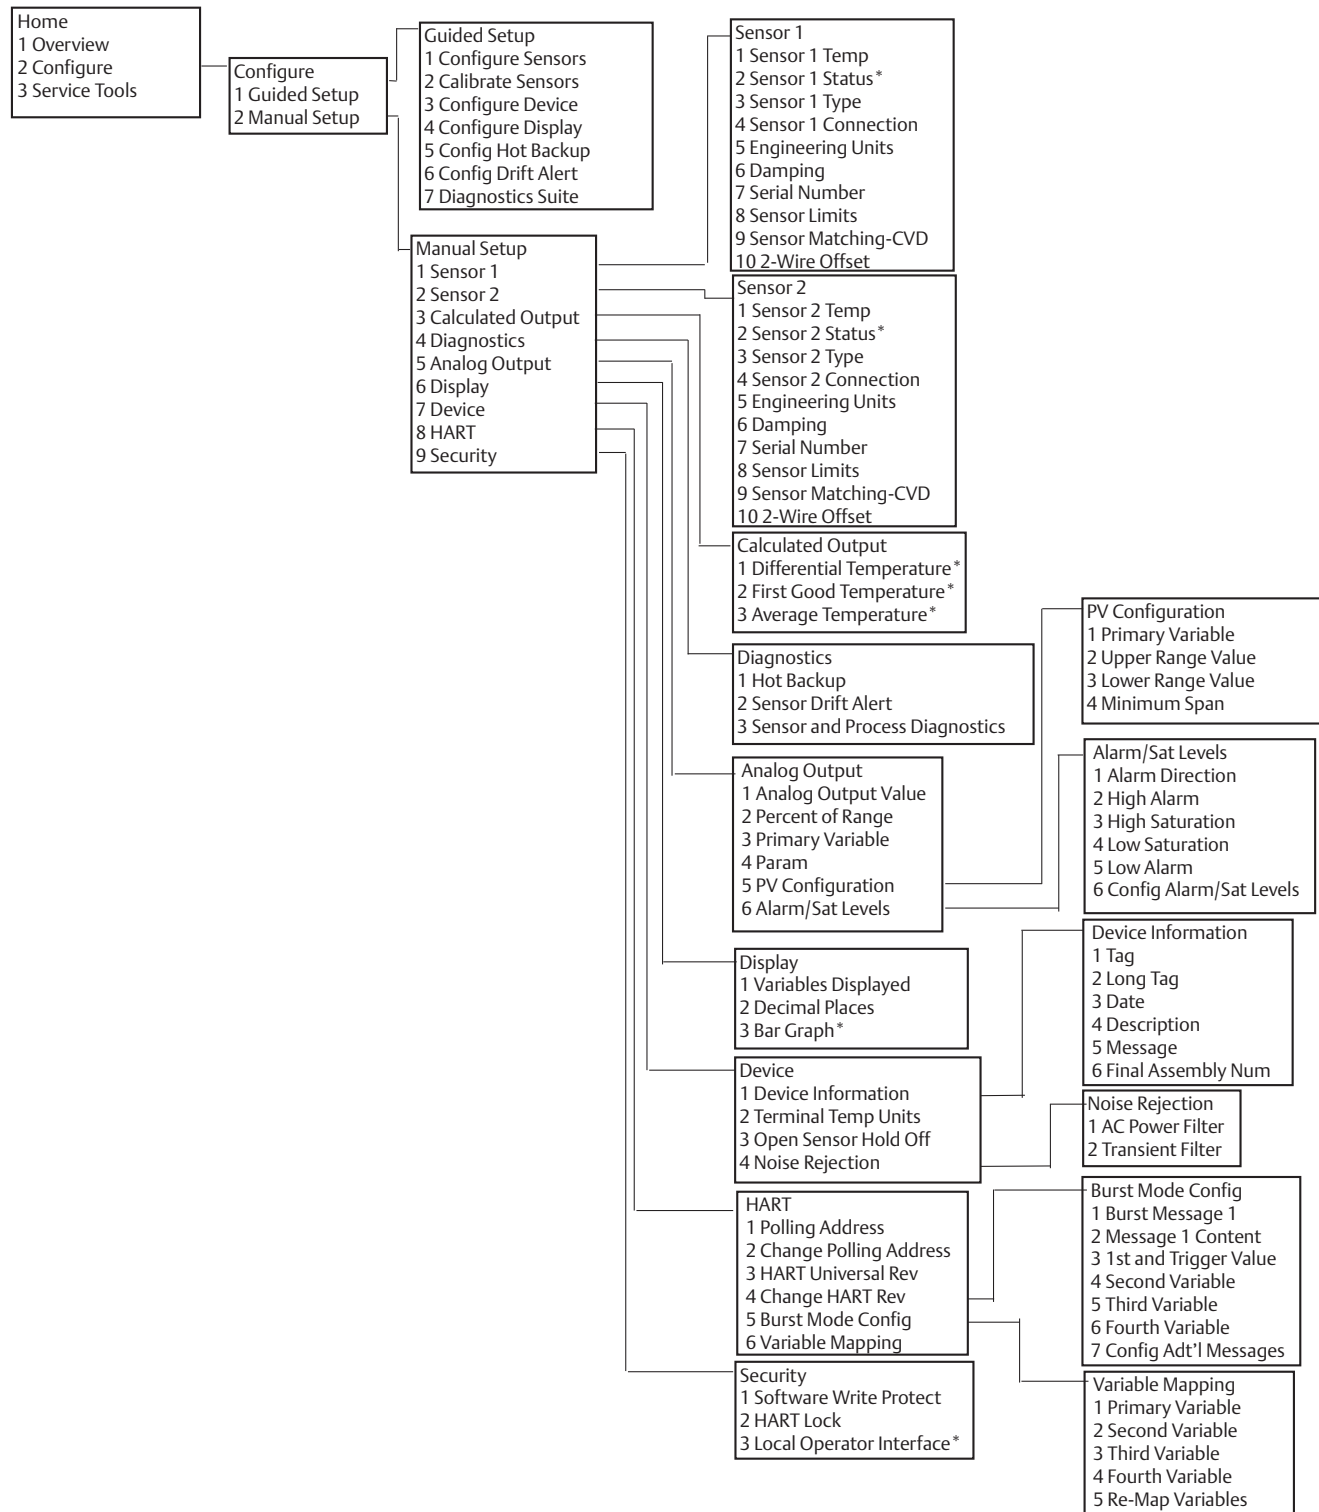 Home
1 Overview
2 Configure
3 Service Tools
Configure
1 Guided Setup
2 Manual Setup
Guided Setup
1 Configure Sensors
2 Calibrate Sensors
3 Configure Device
4 Configure Display
5 Config Hot Backup
6 Config Drift Alert
7 Diagnostics Suite
Manual Setup
1 Sensor 1
2 Sensor 2
3 Calculated Output
4 Diagnostics
5 Analog Output
6 Display
7 Device
8 HART
9 Security
Sensor 1
1 Sensor 1 Temp
2 Sensor 1 Status*
3 Sensor 1 Type
4 Sensor 1 Connection
5 Engineering Units
6 Damping
7 Serial Number
8 Sensor Limits
9 Sensor Matching-CVD
10 2-Wire Offset
Sensor 2
1 Sensor 2 Temp
2 Sensor 2 Status*
3 Sensor 2 Type
4 Sensor 2 Connection
5 Engineering Units
6 Damping
7 Serial Number
8 Sensor Limits
9 Sensor Matching-CVD
10 2-Wire Offset
Calculated Output
1 Differential Temperature*
2 First Good Temperature*
3 Average Temperature*
Diagnostics
1 Hot Backup
2 Sensor Drift Alert
3 Sensor and Process Diagnostics
Analog Output
1 Analog Output Value
2 Percent of Range
3 Primary Variable
4 Param
5 PV Configuration
6 Alarm/Sat Levels
Display
1 Variables Displayed
2 Decimal Places
3 Bar Graph*
Device
1 Device Information
2 Terminal Temp Units
3 Open Sensor Hold Off
4 Noise Rejection
HART
1 Polling Address
2 Change Polling Address
3 HART Universal Rev
4 Change HART Rev
5 Burst Mode Config
6 Variable Mapping
Security
1 Software Write Protect
2 HART Lock
3 Local Operator Interface*
PV Configuration
1 Primary Variable
2 Upper Range Value
3 Lower Range Value
4 Minimum Span
Alarm/Sat Levels
1 Alarm Direction
2 High Alarm
3 High Saturation
4 Low Saturation
5 Low Alarm
6 Config Alarm/Sat Levels
Device Information
1 Tag
2 Long Tag
3 Date
4 Description
5 Message
6 Final Assembly Num
Noise Rejection
1 AC Power Filter
2 Transient Filter
Burst Mode Config
1 Burst Message 1
2 Message 1 Content
3 1st and Trigger Value
4 Second Variable
5 Third Variable
6 Fourth Variable
7 Config Adt'l Messages
Variable Mapping
1 Primary Variable
2 Second Variable
3 Third Variable
4 Fourth Variable
5 Re-Map Variables